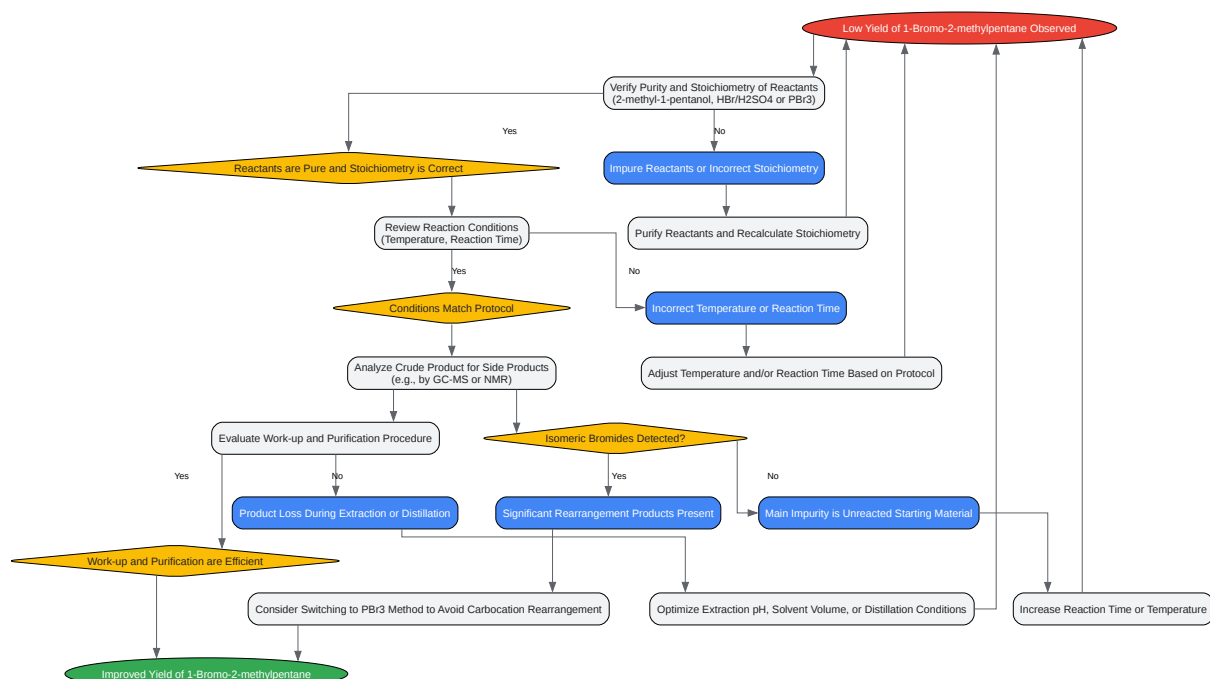 Low Yield of 1-Bromo-2-methylpentane Observed
Verify Purity and Stoichiometry of Reactants
(2-methyl-1-pentanol, HBr/H2SO4 or PBr3)
Yes
No
Reactants are Pure and Stoichiometry is Correct
Impure Reactants or Incorrect Stoichiometry
Review Reaction Conditions
(Temperature, Reaction Time)
Purify Reactants and Recalculate Stoichiometry
Yes
No
Conditions Match Protocol
Incorrect Temperature or Reaction Time
Analyze Crude Product for Side Products
(e.g., by GC-MS or NMR)
Adjust Temperature and/or Reaction Time Based on Protocol
Evaluate Work-up and Purification Procedure
Isomeric Bromides Detected?
Yes
No
Yes
No
Product Loss During Extraction or Distillation
Significant Rearrangement Products Present
Main Impurity is Unreacted Starting Material
Work-up and Purification are Efficient
Consider Switching to PBr3 Method to Avoid Carbocation Rearrangement
Optimize Extraction pH, Solvent Volume, or Distillation Conditions
Increase Reaction Time or Temperature
Improved Yield of 1-Bromo-2-methylpentane